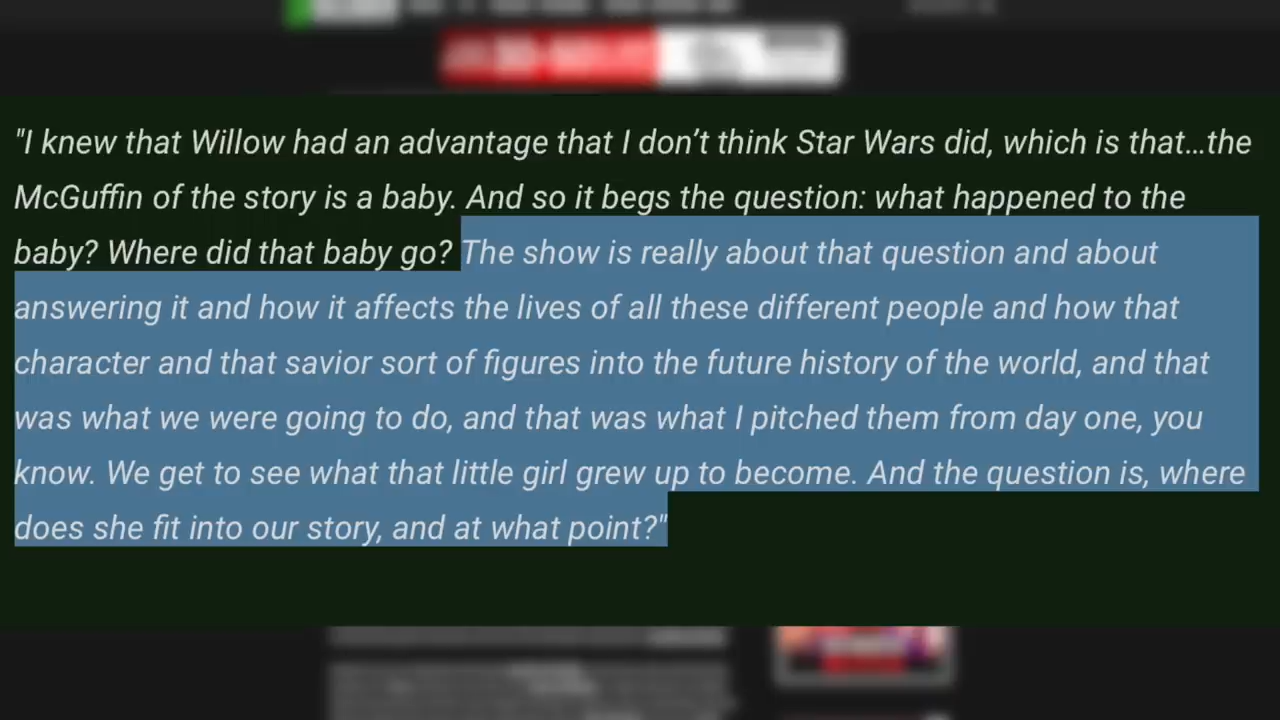 "I knew that Willow had an advantage that I don’t think Star Wars did, which is that…the
McGuffin of the story is a baby. And so it begs the question: what happened to the
baby? Where did that baby go? The show is really about that question and about
answering it and how it affects the lives of all these different people and how that
character and that savior sort of figures into the future history of the world, and that
was what we were going to do, and that was what I pitched them from day one, you
know. We get to see what that little girl grew up to become. And the question is, where
does she fit into our story, and at what point?"